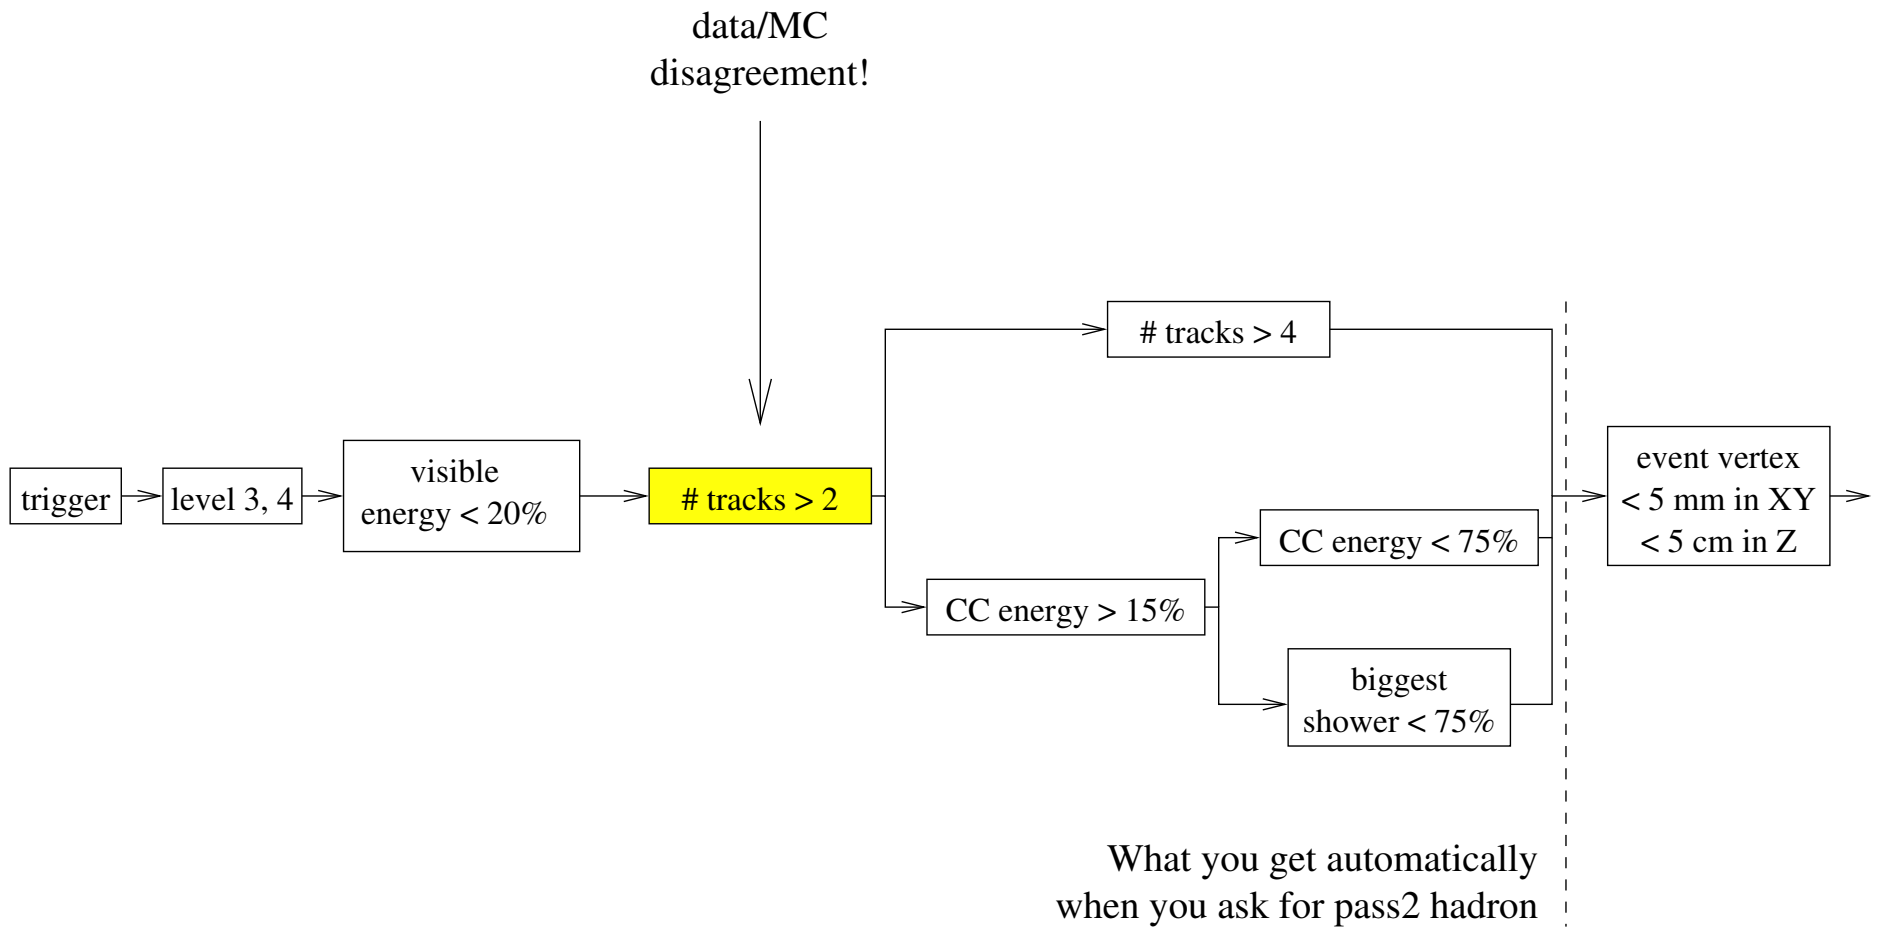 data/MC
disagreement!
# tracks > 4
trigger
level 3, 4
visible
energy < 20%
# tracks > 2
event vertex
< 5 mm in XY
< 5 cm in Z
CC energy < 75%
CC energy > 15%
biggest
shower < 75%
What you get automatically
when you ask for pass2 hadron